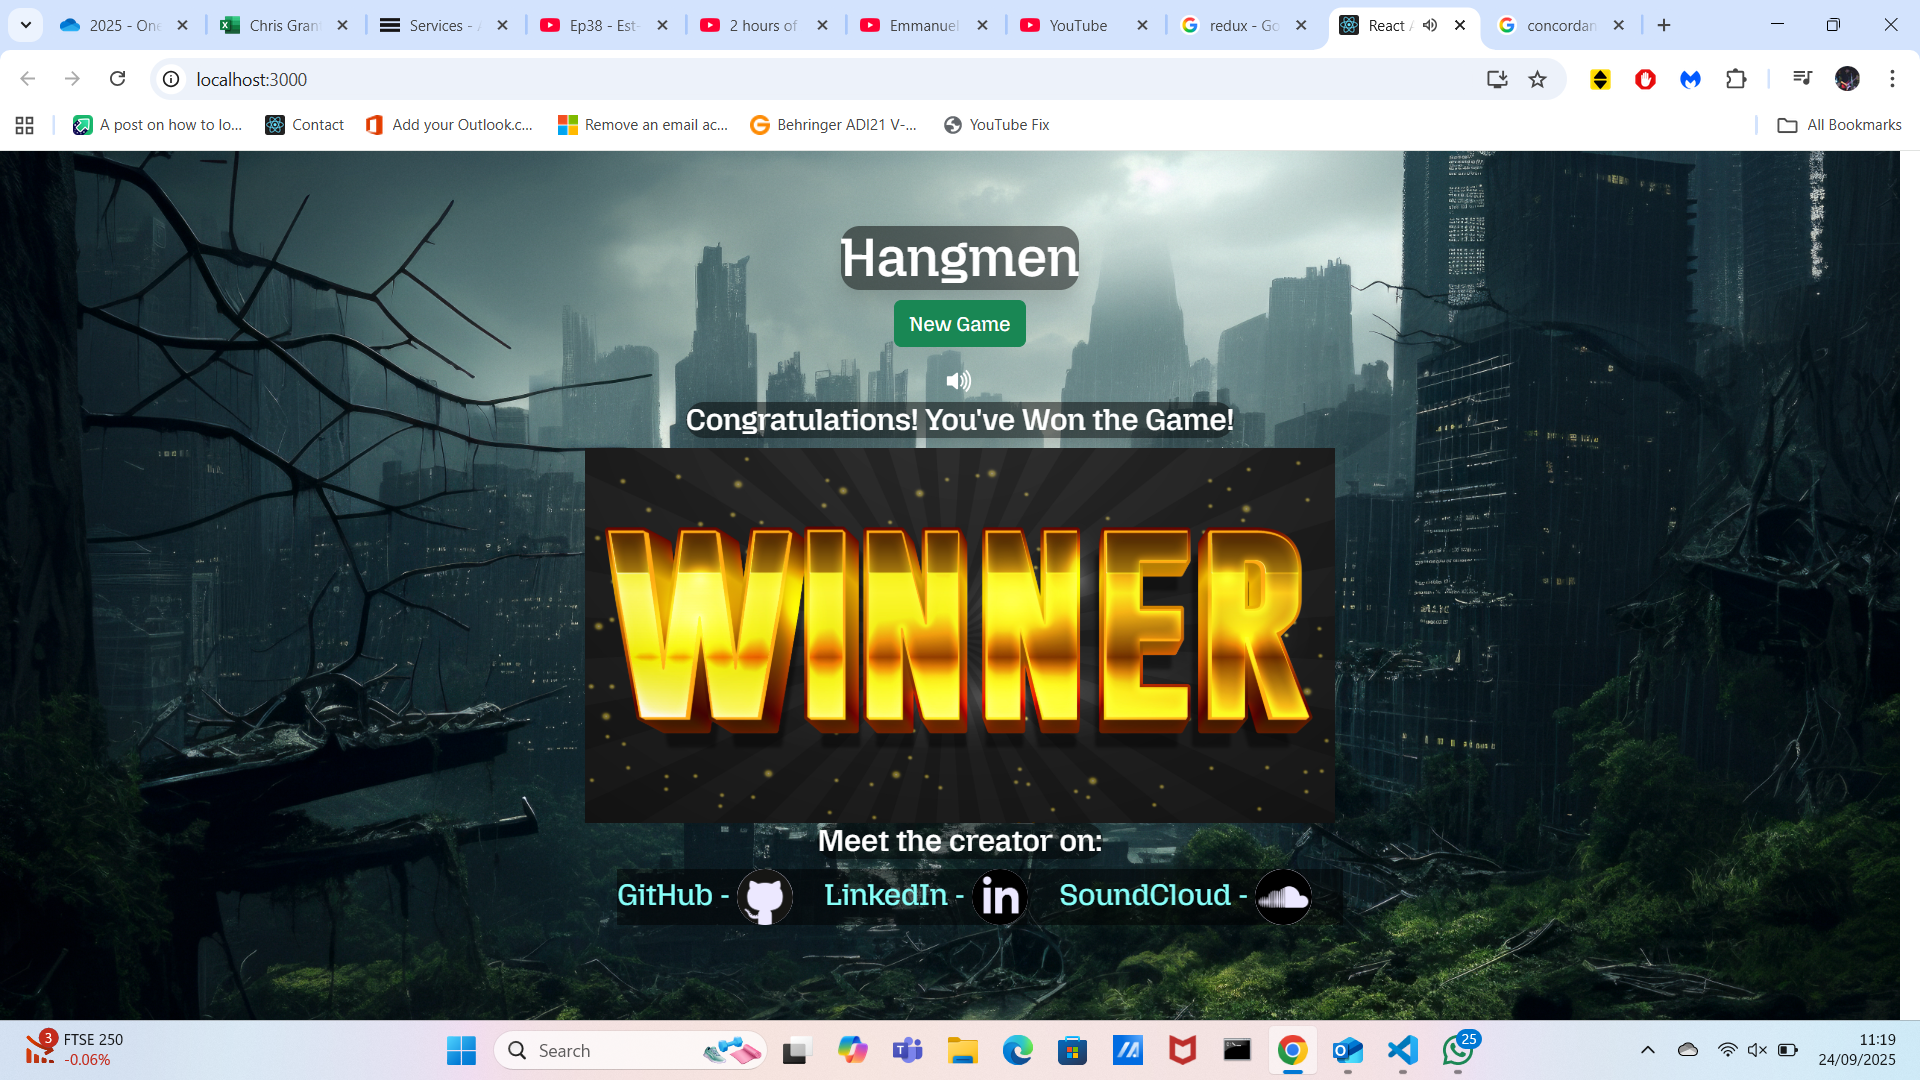 2025 - One
Chris Gran
Services - A
Ep38 - Est-
2 hours of
Emmanuel
YouTube
redux - Go
React A
concordan
localhost:3000
A post on how to lo...
Contact
Add your Outlook.c...
Remove an email ac...
Behringer ADI21 V-...
YouTube Fix
All Bookmarks
Hangmen
New Game
Congratulations! You've Won the Game!
WINNER
Meet the creator on:
GitHub -
LinkedIn - in
SoundCloud -
3
FTSE 250
-0.06%
Search
25
11:19
24/09/2025